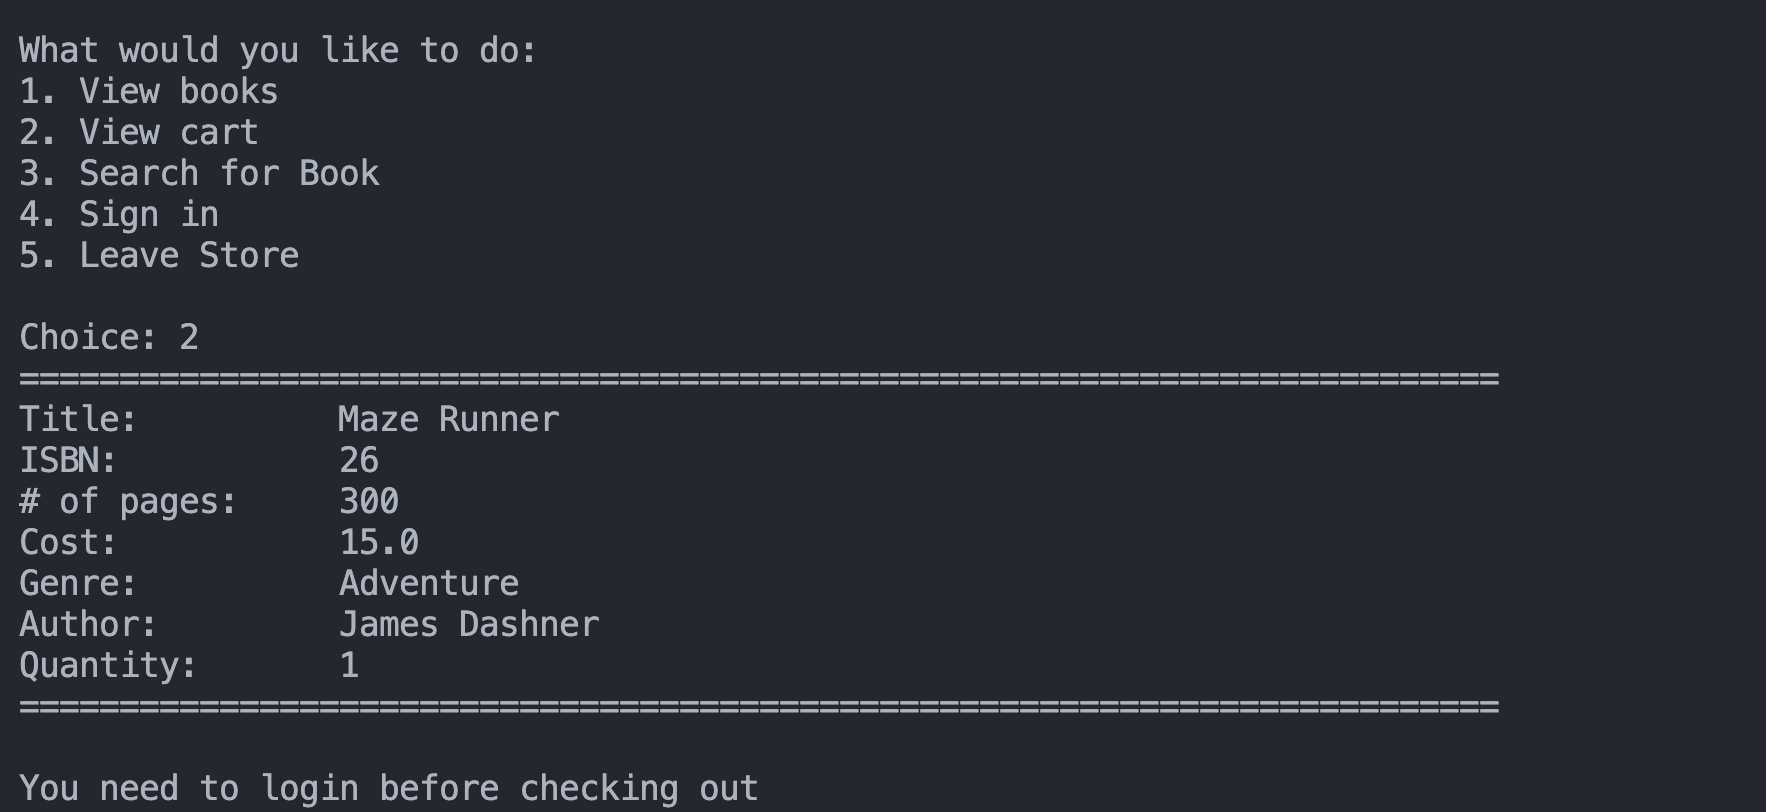 What would you like to do:
1. View books
2. View cart
3. Search for Book
4. Sign in
5. Leave Store
Choice: 2
==========================================================================
Title: Maze Runner
ISBN: 26
# of pages: 300
Cost: 15.0
Genre: Adventure
Author: James Dashner
Quantity: 1
==========================================================================
You need to login before checking out